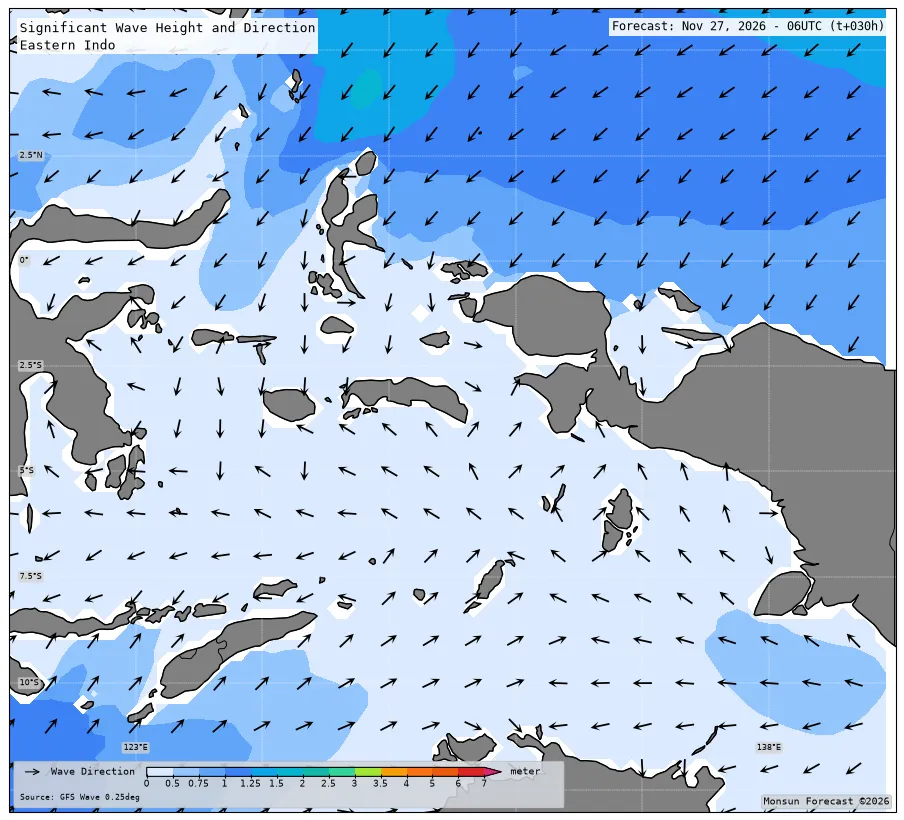 Significant Wave Height and Direction
Eastern Indo
Forecast: Nov 27, 2026 - 06UTC (t+030h)
2.5°N
0°
2.5°S
5°S
7.5°S
10°S
123°E
138°E
Wave Direction
meter
0 0.5 0.75 1 1.25 1.5 2 2.5 3 3.5 4 5 6 7
Source: GFS Wave 0.25deg
Monsun Forecast ©2026